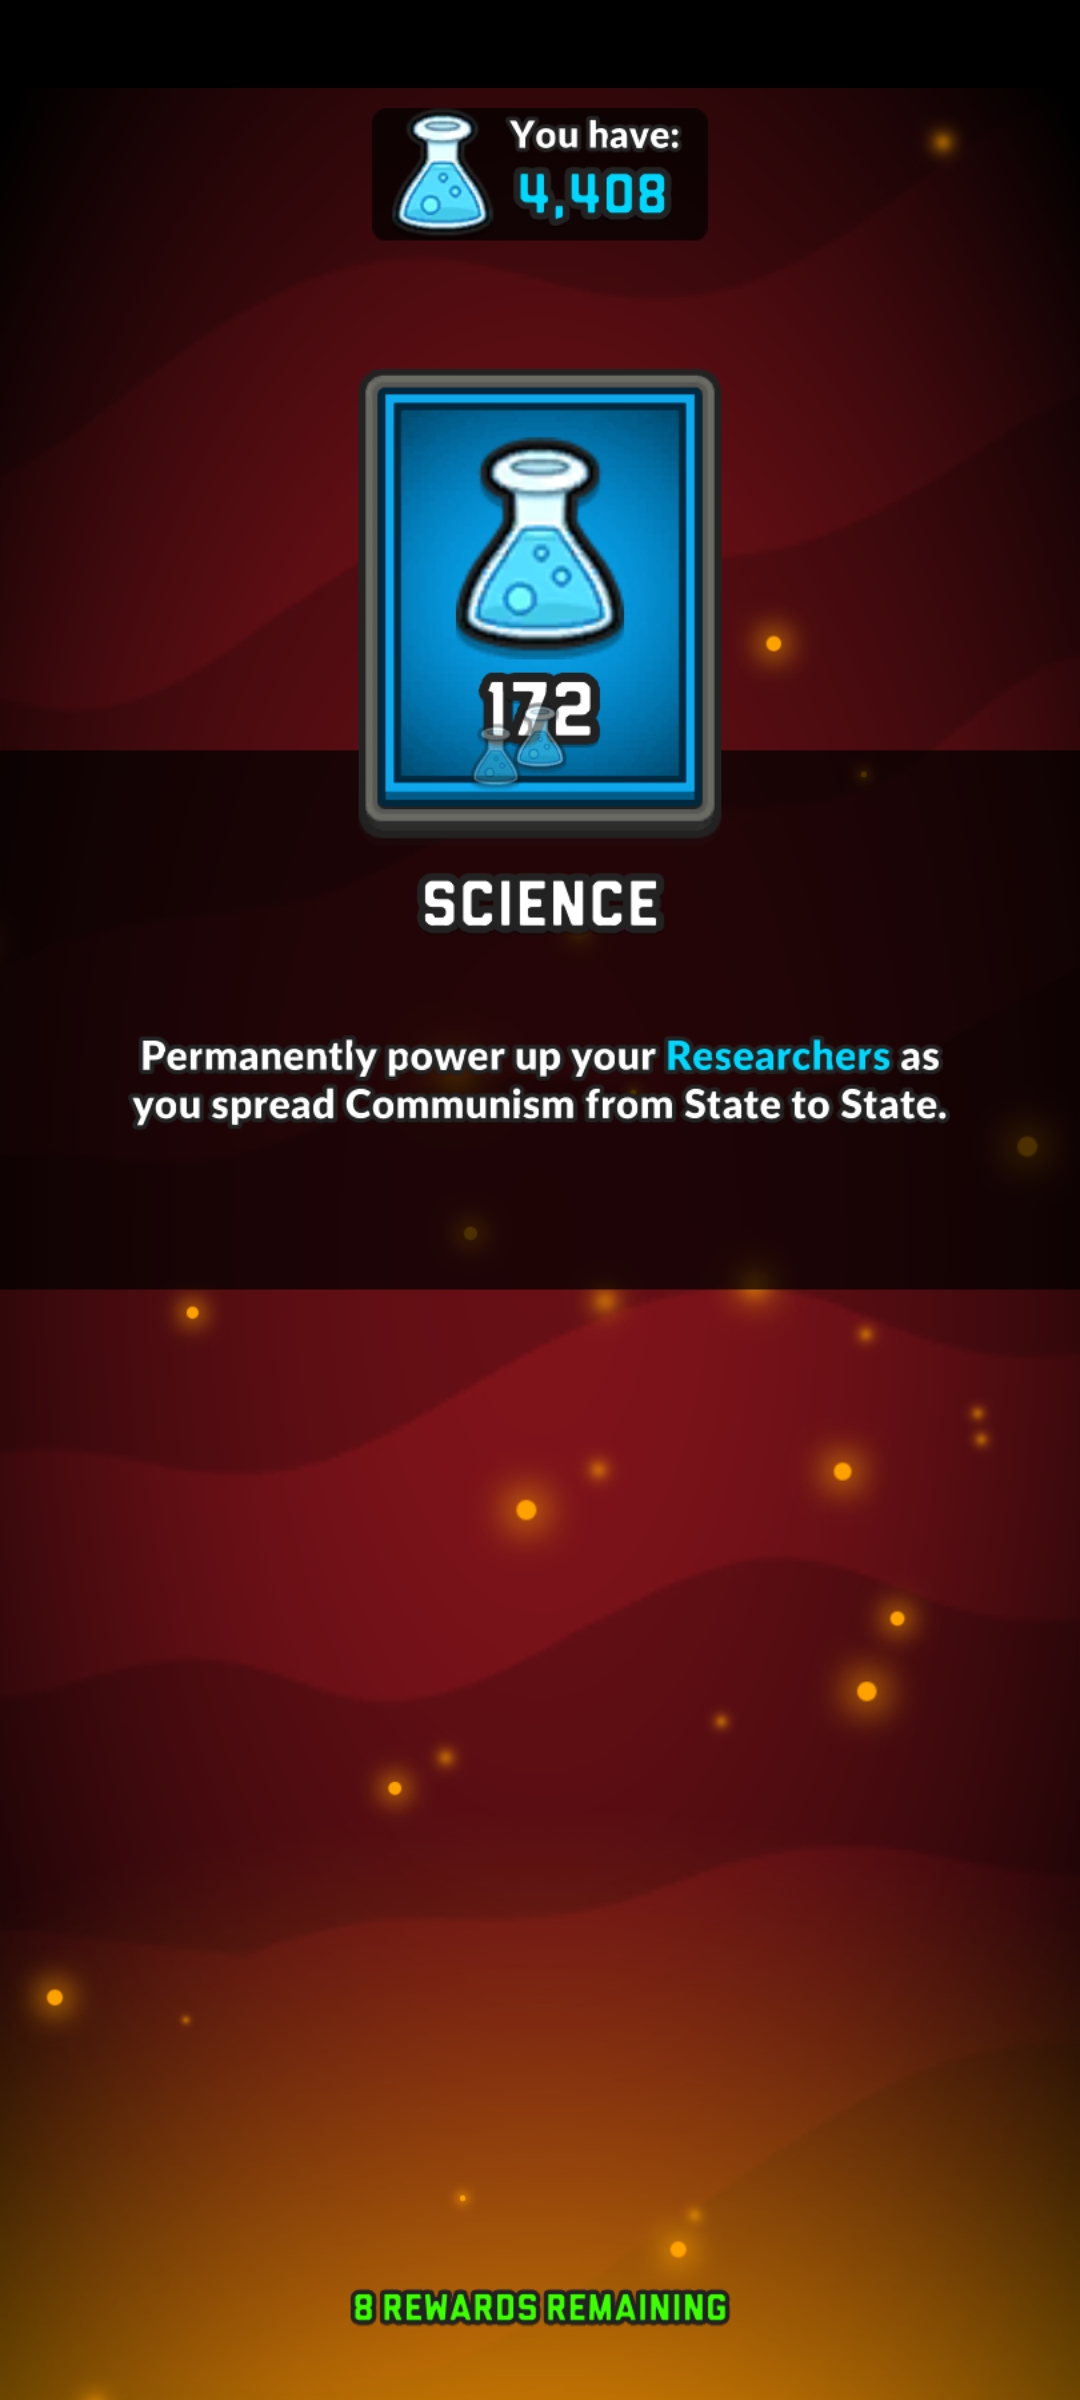 You have:
4,408
172
SCIENCE
Permanently power up your Researchers as
you spread Communism from State to State.
8 REWARDS REMAINING